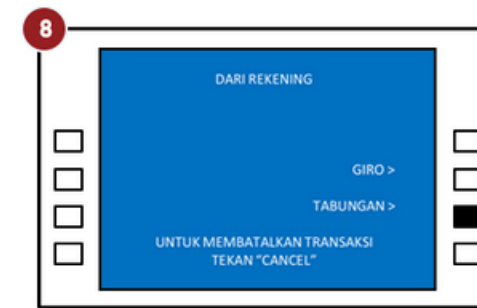 8
DARI REKENING
GIRO >
TABUNGAN >
UNTUK MEMBATALKAN TRANSAKSI
TEKAN “CANCEL”